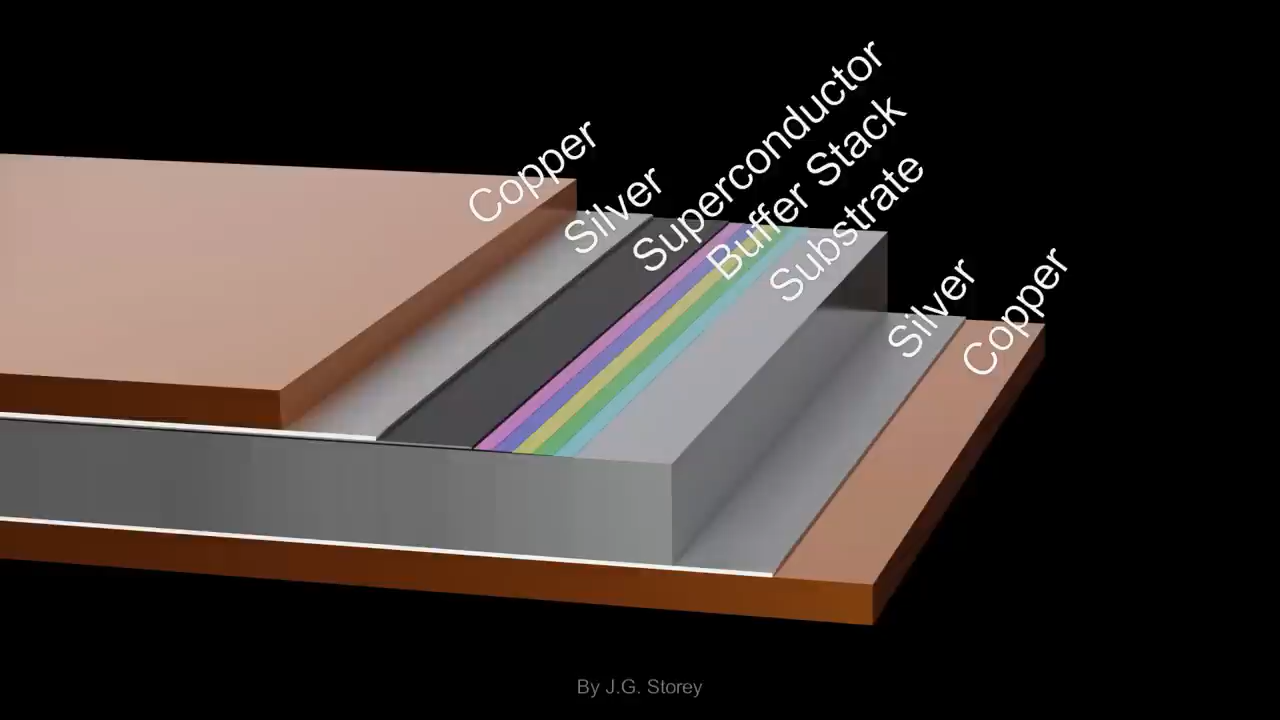 Copper
Silver
Superconductor
Buffer Stack
Substrate
Silver
Copper
By J.G. Storey